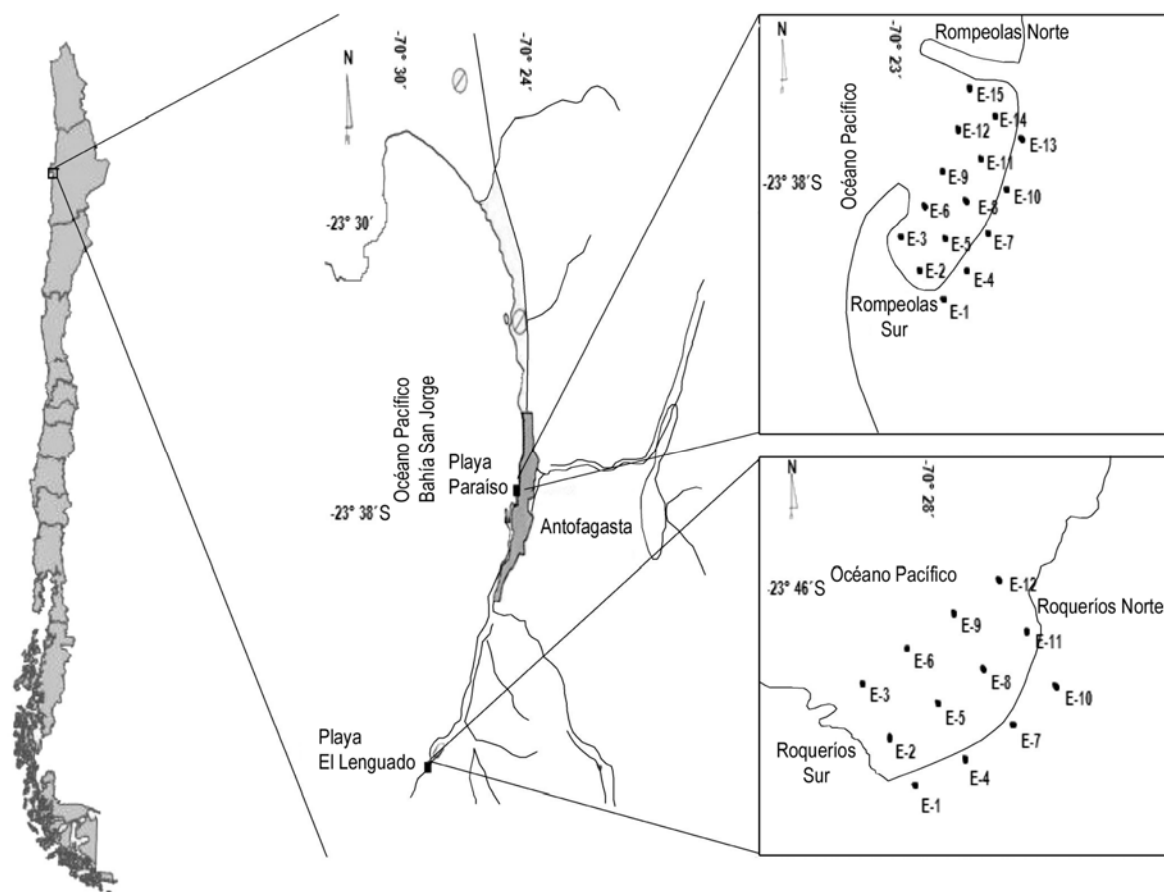 N
-70° 30´
-70° 24´
-23° 30´
Océano Pacífico
Bahía San Jorge
Playa
Paraíso
-23° 38´S
Antofagasta
Playa
El Lenguado
N
-70° 23´
Rompeolas Norte
Océano Pacífico
-23° 38´S
E-15
E-14
E-12
E-13
E-11
E-9
E-10
E-8
E-6
E-7
E-3
E-5
E-2
E-4
E-1
Rompeolas
Sur
N
-70° 28´
Océano Pacífico
-23° 46´S
E-12
Roqueríos Norte
E-9
E-11
E-6
E-8
E-3
E-10
E-5
E-7
E-2
E-4
Roqueríos
Sur
E-1